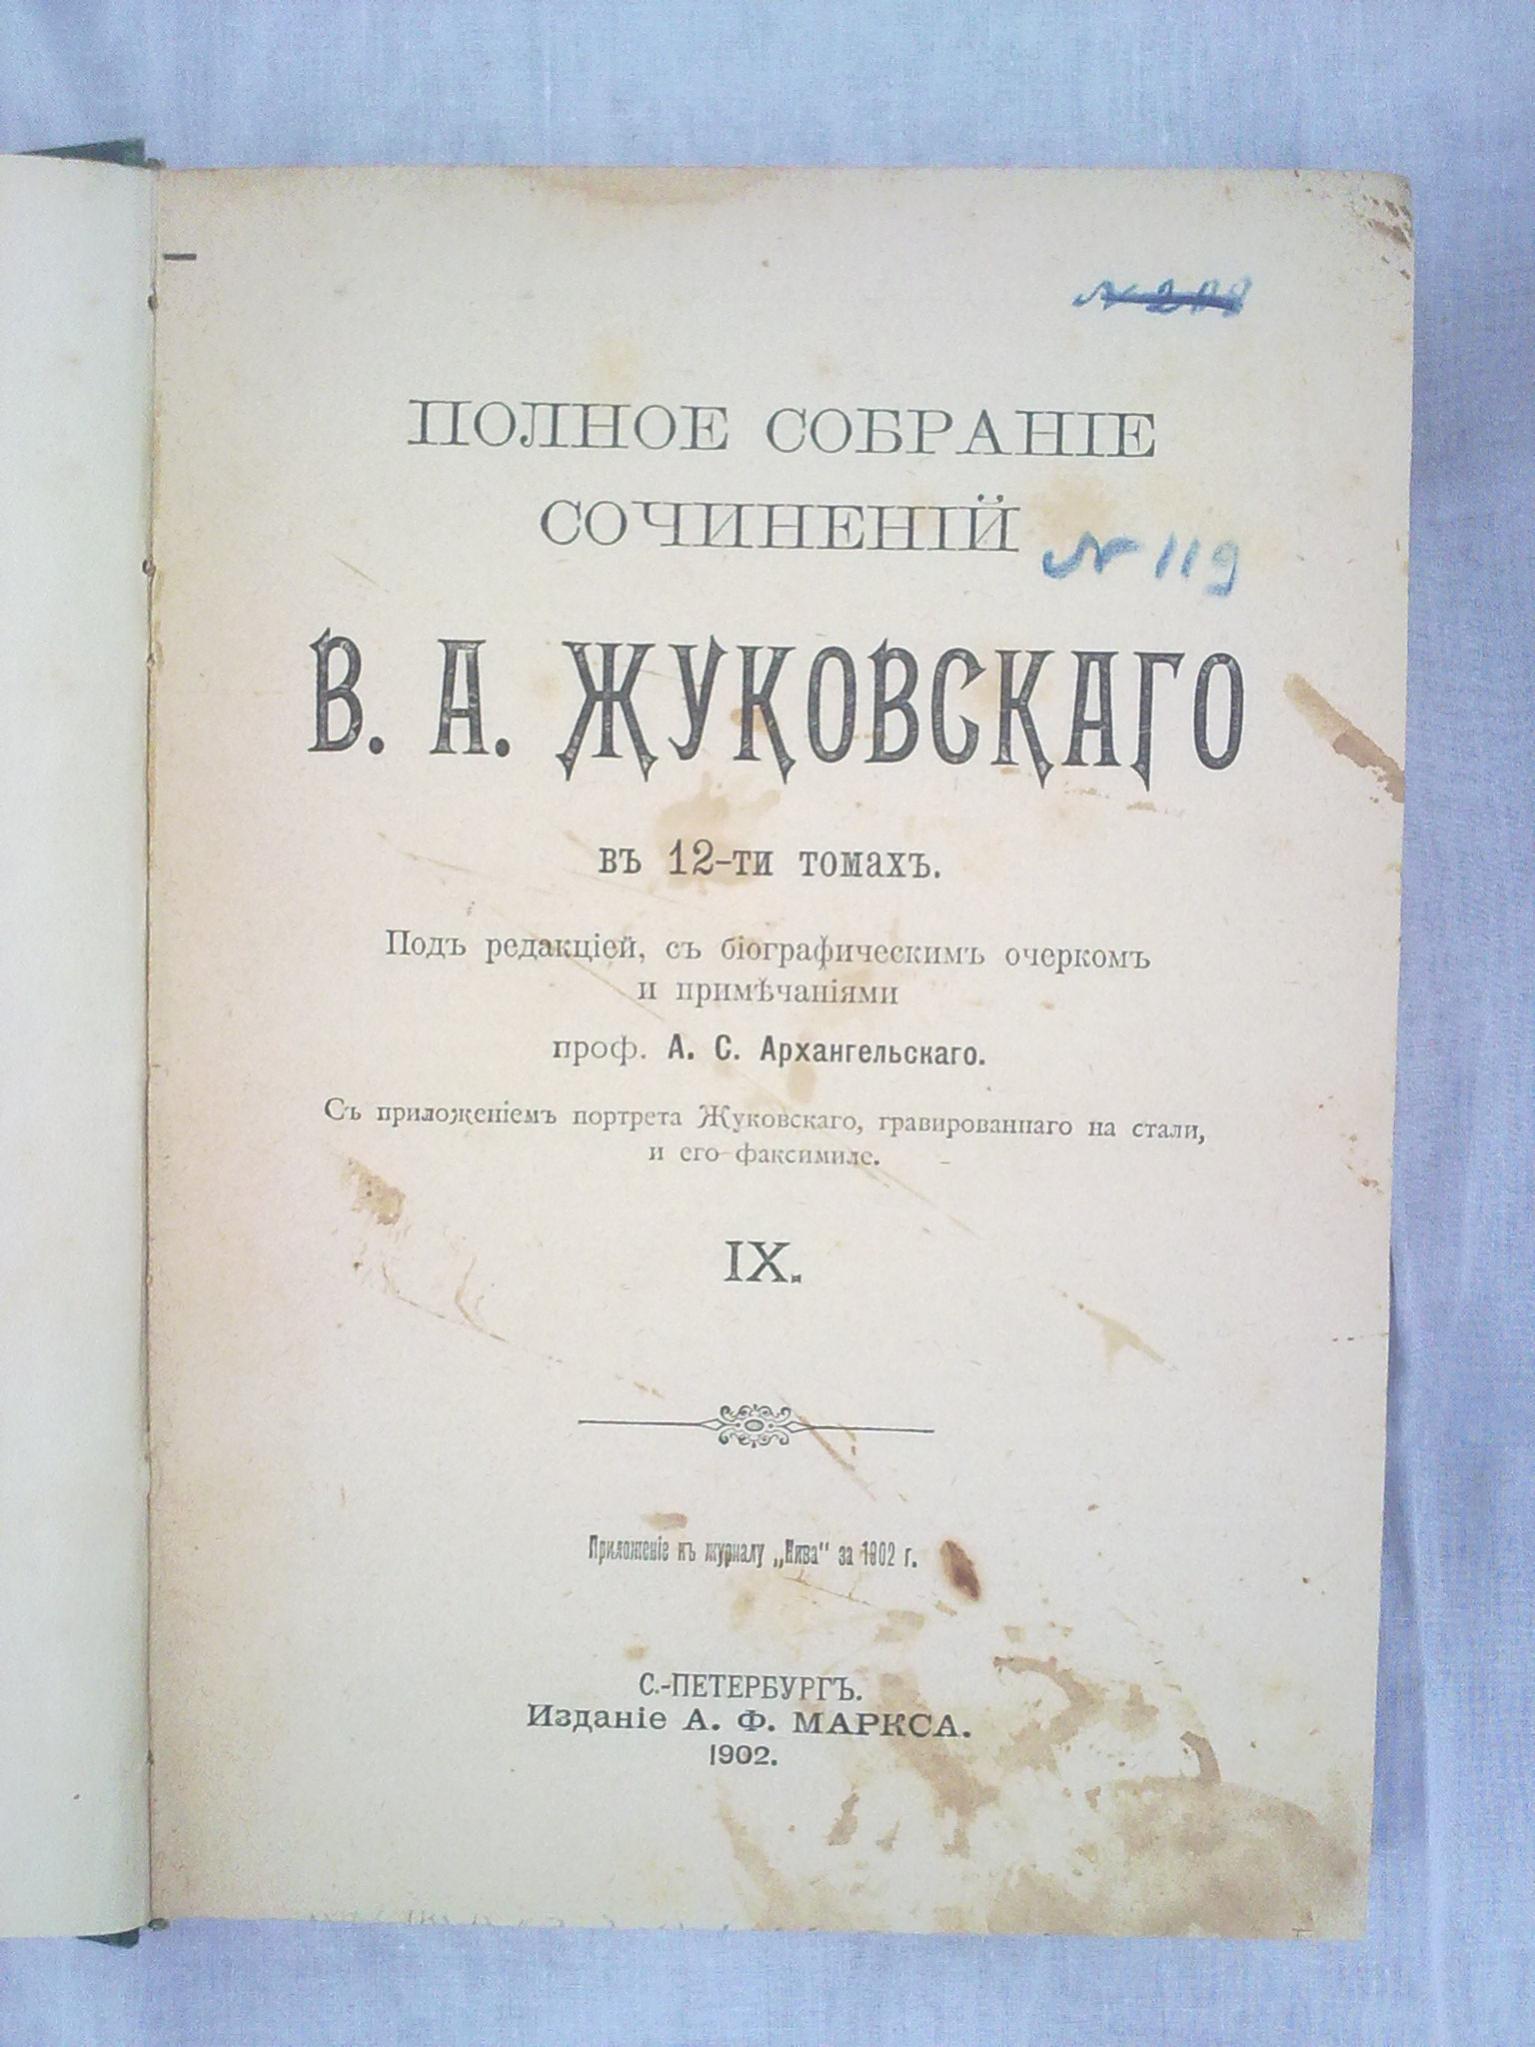 ПОЛНОЕ СОБРАНІЕ
СОЧИНЕНІЙ
№ 119
В. А. ЖУКОВСКАГО
въ 12-ти томахъ.
Подъ редакціей, съ біографическимъ очеркомъ
и примѣчаніями
проф. А. С. Архангельскаго.
Съ приложеніемъ портрета Жуковскаго, гравированнаго на стали,
и его факсимиле.
IX.
Приложеніе къ журналу „Нива" за 1902 г.
С.-ПЕТЕРБУРГЪ.
Изданіе А. Ф. МАРКСА.
1902.